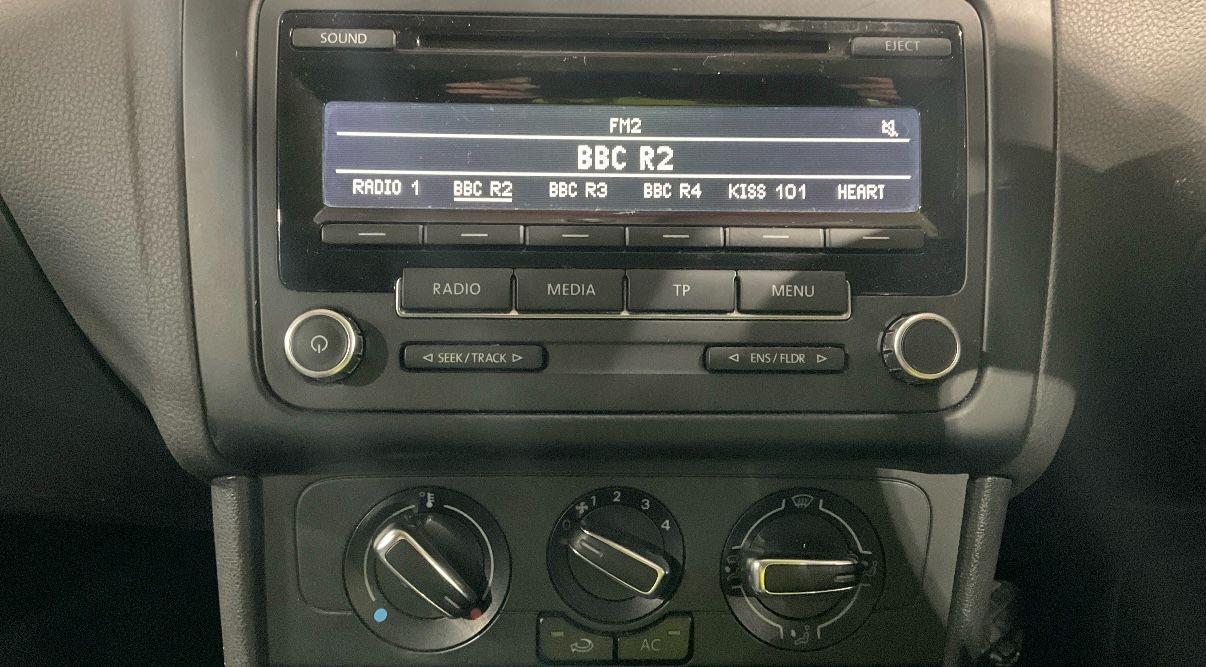 SOUND EJECT
FM2
BBC R2
RADIO 1 BBC R2 BBC R3 BBC R4 KISS 101 HEART
RADIO MEDIA TP MENU
SEEK / TRACK ENS / FLDR
0 1 2 3 4
AC